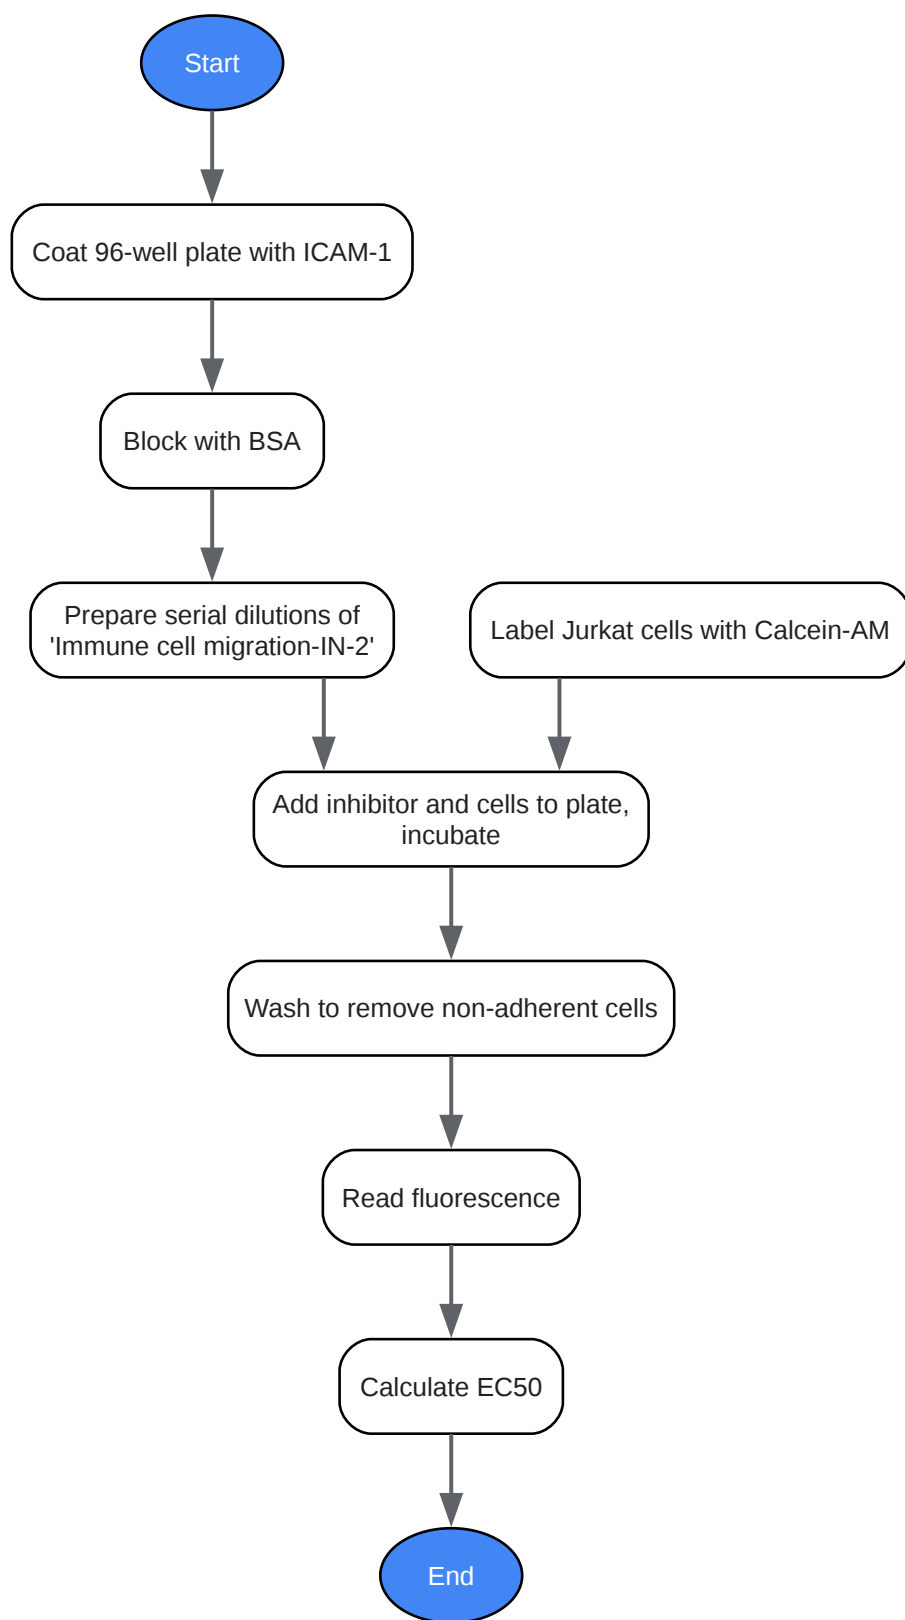 Start
Coat 96-well plate with ICAM-1
Block with BSA
Prepare serial dilutions of
'Immune cell migration-IN-2'
Label Jurkat cells with Calcein-AM
Add inhibitor and cells to plate,
incubate
Wash to remove non-adherent cells
Read fluorescence
Calculate EC50
End